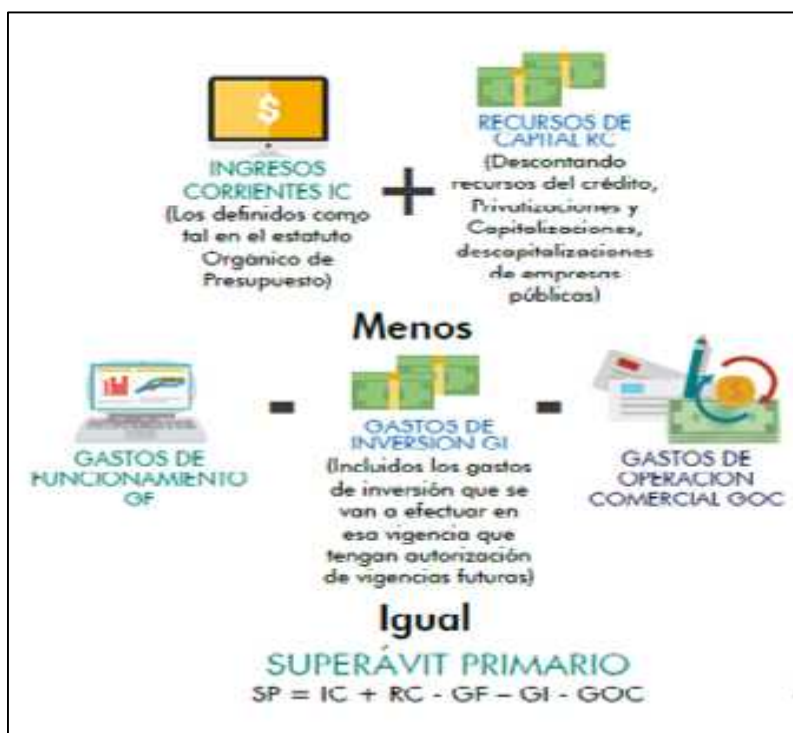 $
INGRESOS
CORRIENTES IC
(Los definidos como
tal en el estatuto
Orgánico de
Presupuesto)
+
RECURSOS DE
CAPITAL RC
(Descontando
recursos del crédito,
Privatizaciones y
Capitalizaciones,
descapitalizaciones
de empresas
públicas)
Menos
GASTOS DE
FUNCIONAMIENTO
GF
-
GASTOS DE
INVERSION GI
(Incluidos los gastos
de inversión que se
van a efectuar en
esa vigencia que
tengan autorización
de vigencias futuras)
-
$
GASTOS DE
OPERACION
COMERCIAL GOC
Igual
SUPERÁVIT PRIMARIO
SP = IC + RC - GF – GI - GOC